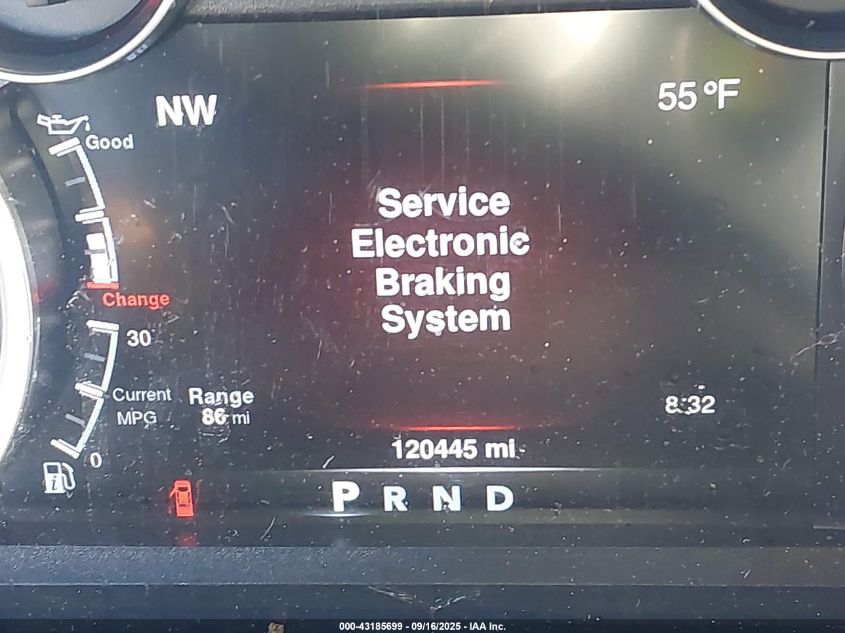 NW
55 °F
Good
Service
Electronic
Braking
System
Change
30
Current
MPG
Range
86 mi
8:32
120445 mi
0
P R N D
000-43185699 - 09/16/2025 - IAA Inc.